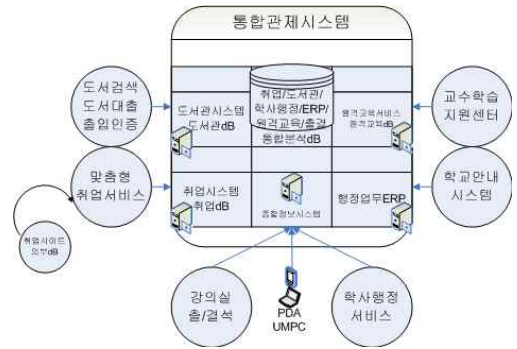 통합관제시스템
도서검색
도서대출
출입인증
도서관시스템
도서관dB
취업/도서관/
학사행정/ERP/
원격교육/출결
통합분석dB
원격교육서비스
원격교육dB
교수학습
지원센터
맞춤형
취업서비스
취업시스템
취업dB
종합정보시스템
행정업무ERP
학교안내
시스템
취업사이트
외부dB
강의실
출/결석
PDA
UMPC
학사행정
서비스